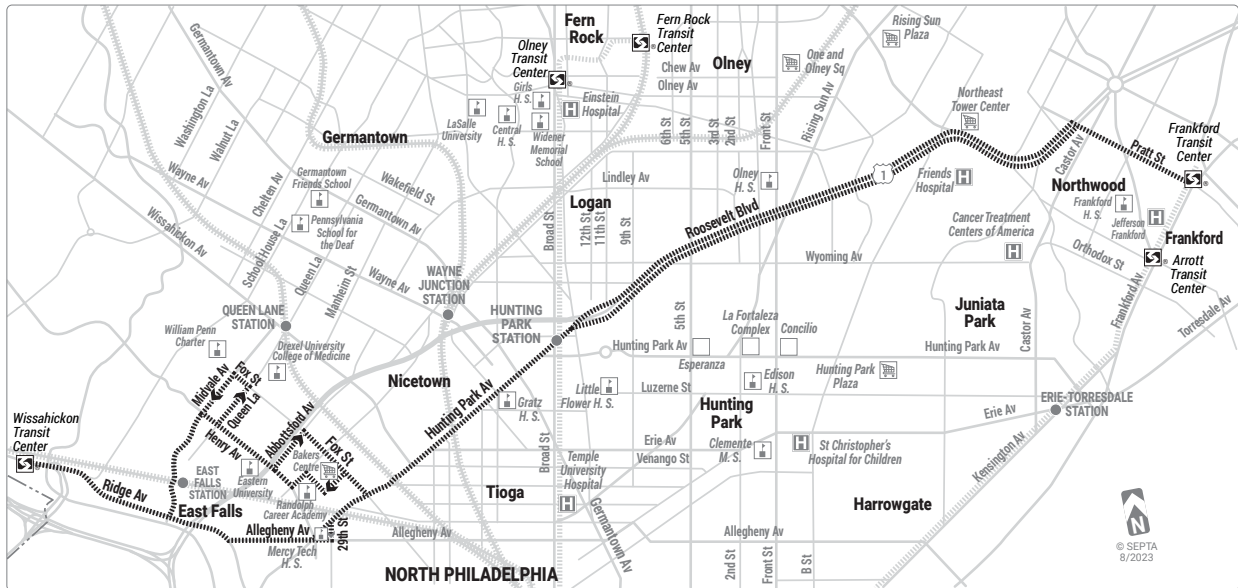 Fern
Rock
Fern Rock
Transit
Center
Olney
Transit
Center
Olney
Rising Sun
Plaza
One and
Olney Sq
Chew Av
Olney Av
Germantown Av
Washington La
Walnut La
Girls
H. S.
Einstein
Hospital
LaSalle
University
Central
H. S.
Widener
Memorial
School
Germantown
6th St
5th St
3rd St
2nd St
Front St
Rising Sun Av
Northeast
Tower Center
Castor Av
Pratt St
Frankford
Transit
Center
Wayne Av
Chelten Av
Germantown
Friends School
Wakefield St
Germantown Av
Lindley Av
Olney
H. S.
1
Friends
Hospital
Northwood
Frankford
H. S.
Jefferson
Frankford
Wissahickon Av
School House La
Pennsylvania
School for
the Deaf
Logan
Broad St
12th St
11th St
9th St
Roosevelt Blvd
Cancer Treatment
Centers of America
Orthodox St
Frankford
Arrott
Transit
Center
Queen La
Manheim St
Wayne Av
WAYNE
JUNCTION
STATION
Wyoming Av
Frankford Av
Torresdale Av
QUEEN LANE
STATION
HUNTING
PARK
STATION
5th St
La Fortaleza
Complex
Concilio
Juniata
Park
Castor Av
William Penn
Charter
Drexel University
College of Medicine
Hunting Park Av
Esperanza
Hunting Park Av
Midvale Av
Fox St
Queen La
Nicetown
Hunting Park Av
Gratz
H. S.
Little
Flower H. S.
Luzerne St
Edison
H. S.
Hunting Park
Plaza
Hunting
Park
ERIE-TORRESDALE
STATION
Erie Av
Wissahickon
Transit
Center
Henry Av
Abbottsford Av
Fox St
Bakers
Centre
Broad St
Erie Av
Venango St
Clemente
M. S.
St Christopher's
Hospital for Children
Kensington Av
Ridge Av
EAST
FALLS
STATION
Eastern
University
Randolph
Career Academy
Tioga
Temple
University
Hospital
Germantown Av
Harrowgate
East Falls
Allegheny Av
Mercy Tech
H. S.
29th St
Allegheny Av
Allegheny Av
2nd St
Front St
B St
NORTH PHILADELPHIA
N
© SEPTA
8/2023